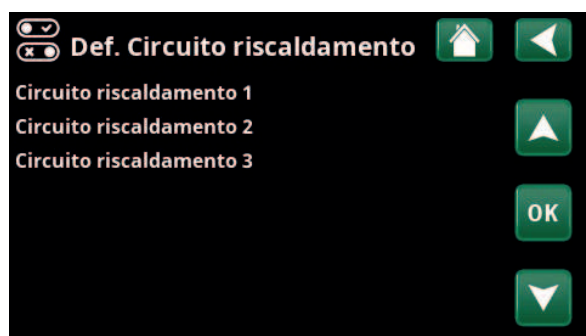 Def. Circuito riscaldamento
Circuito riscaldamento 1
Circuito riscaldamento 2
Circuito riscaldamento 3
OK